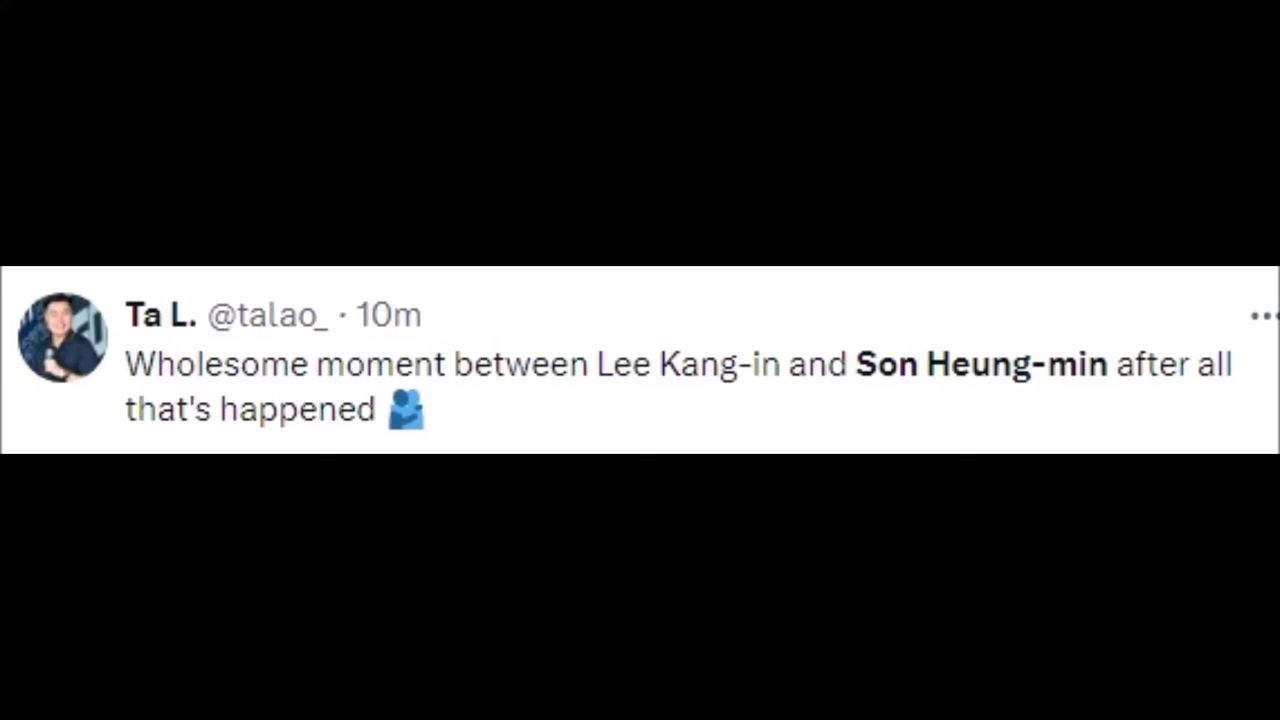 Ta L. @talao_ · 10m
Wholesome moment between Lee Kang-in and Son Heung-min after all
that's happened 🫂